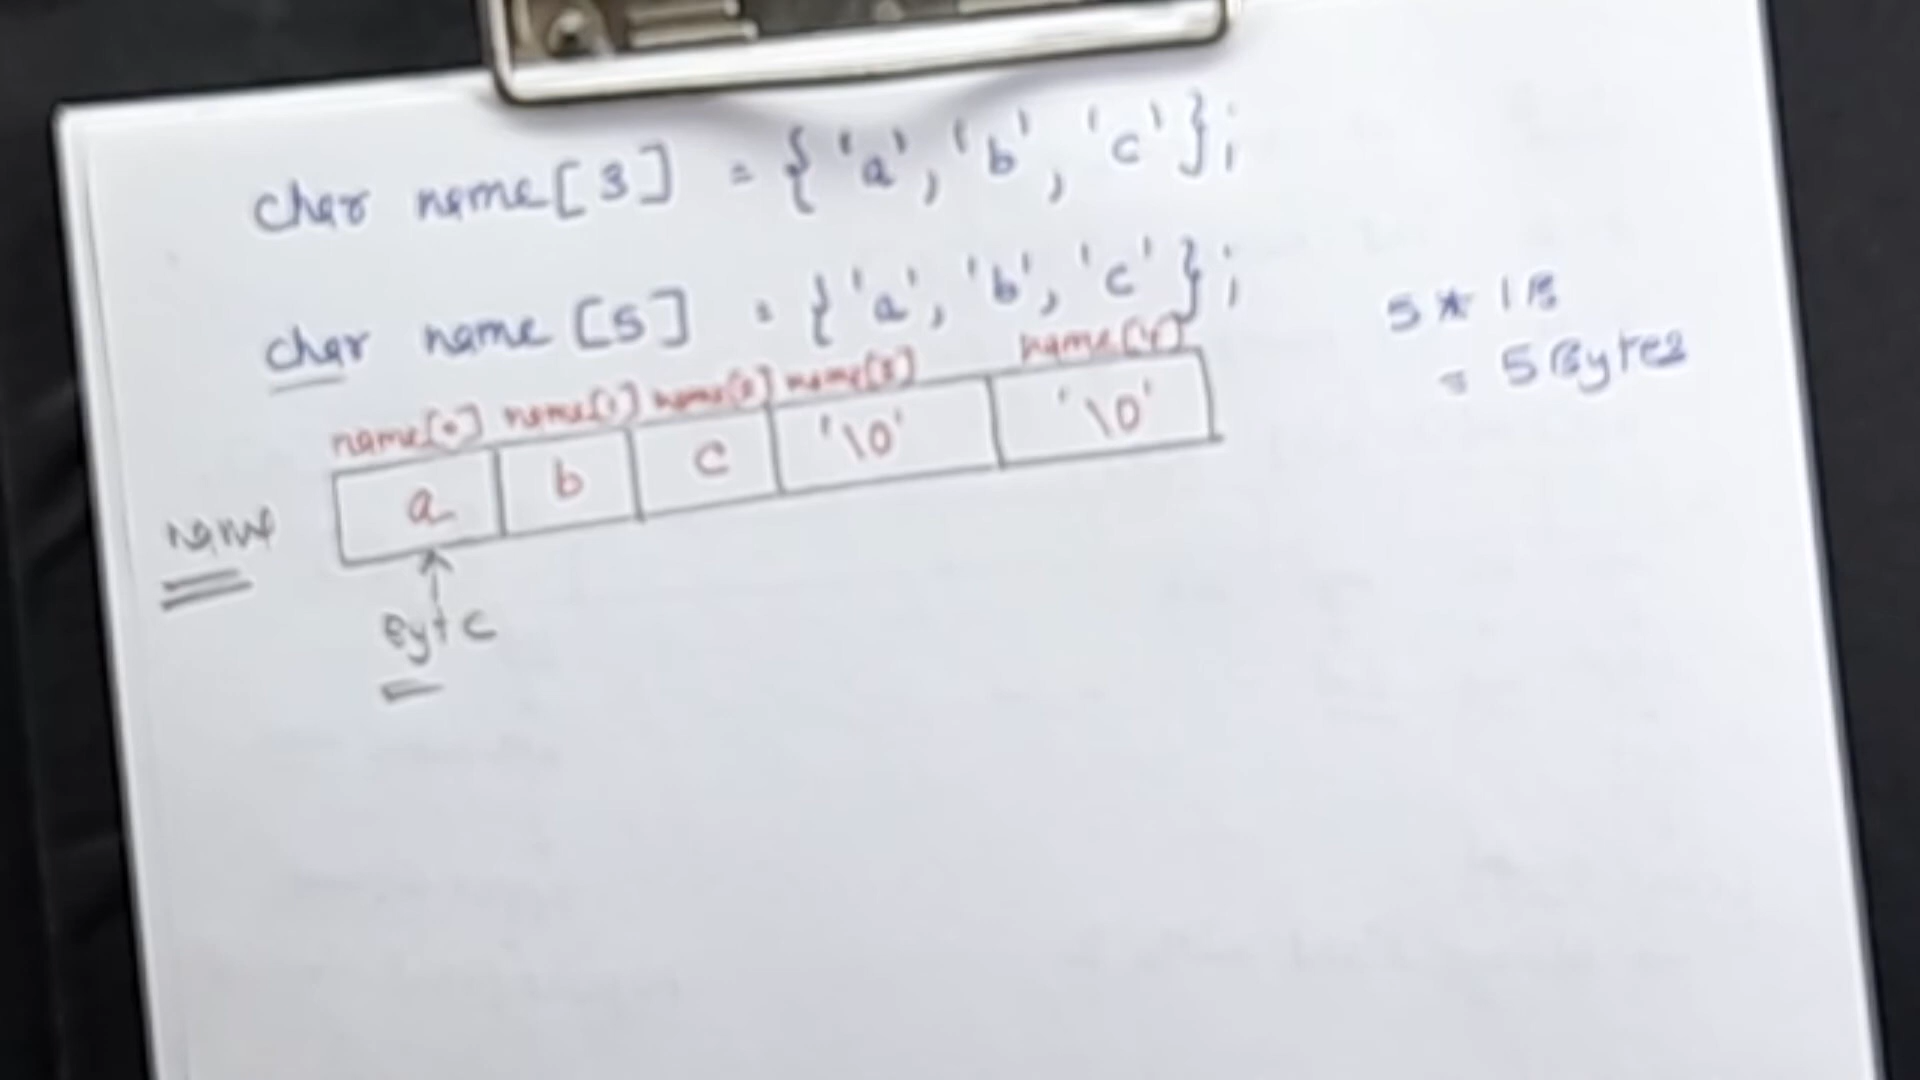 char name[3] = {'a', 'b', 'c'};
char name [5] = {'a', 'b', 'c'};
5 * 1B
= 5 Bytes
name[0] name[1] name[2] name[3] name[4]
name a b c '\0' '\0'
Byte